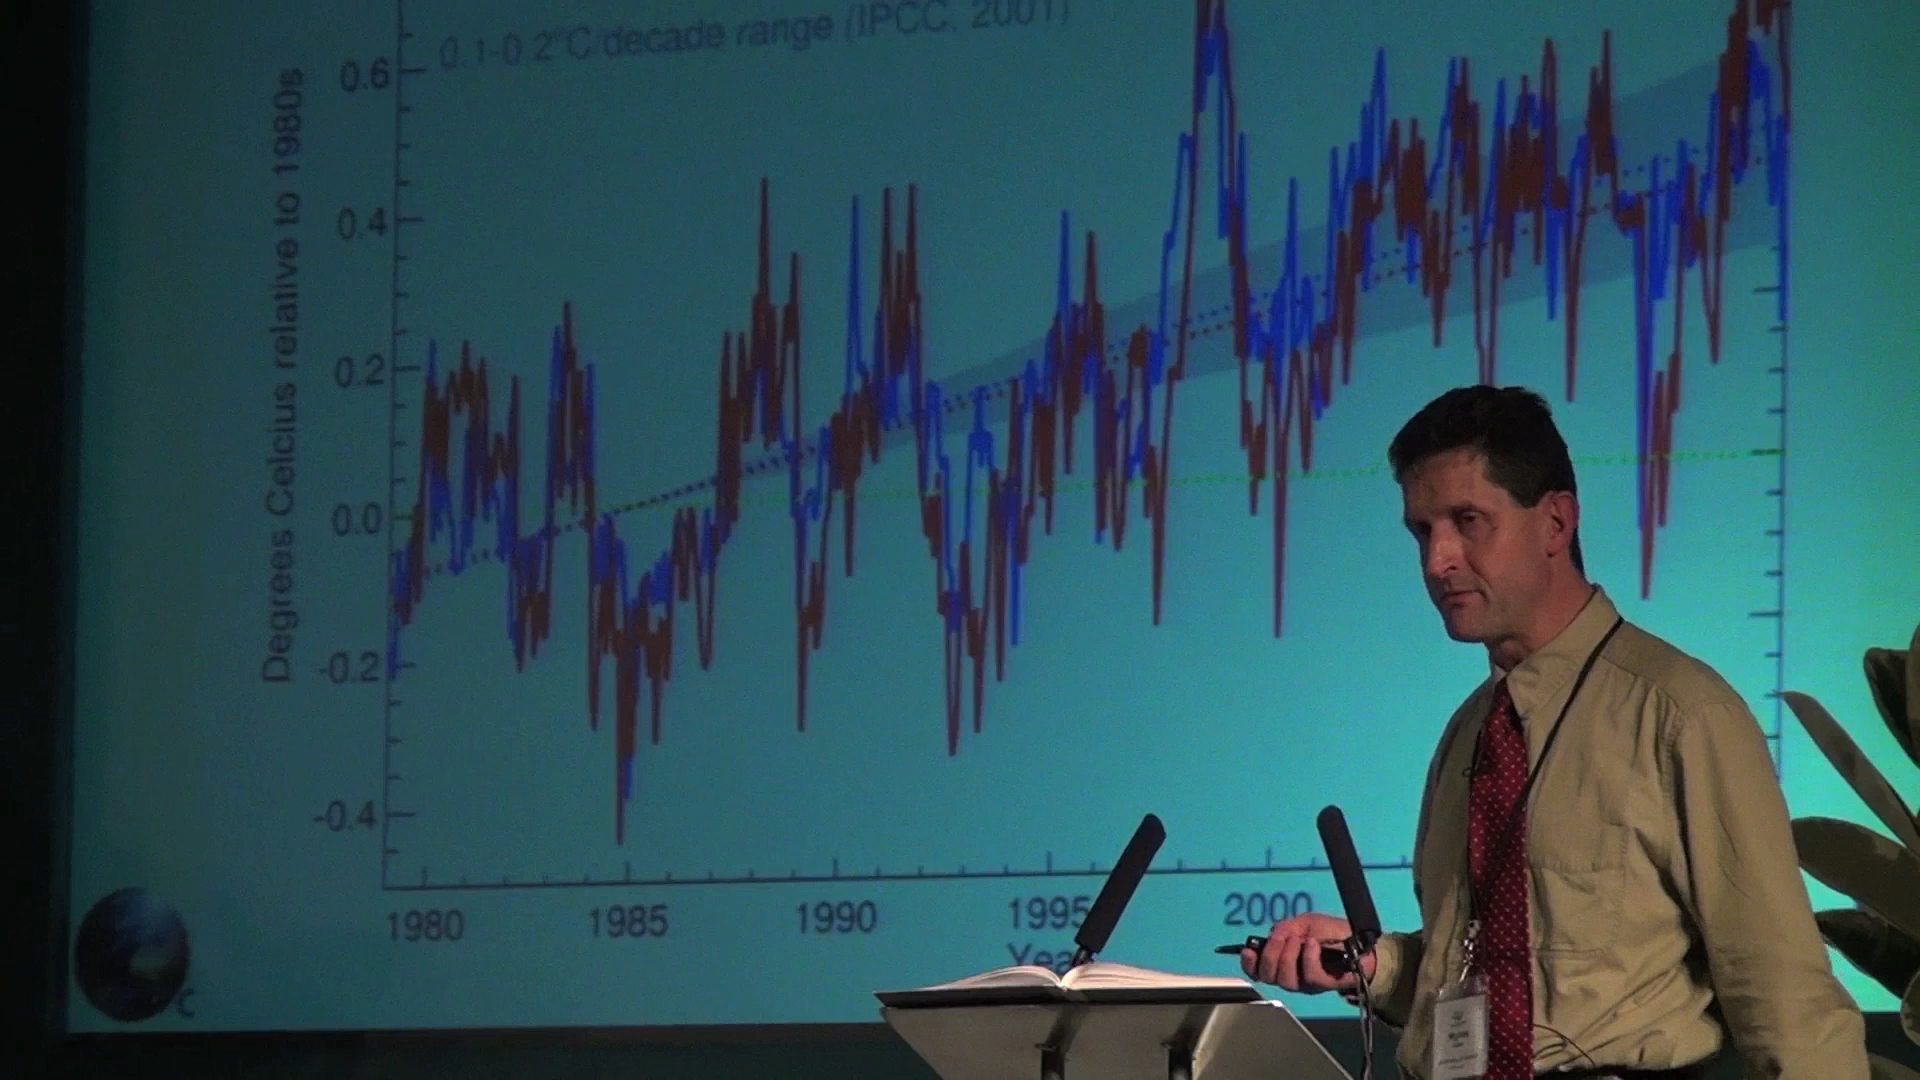 0.1-0.2°C/decade range (IPCC, 2001)
Degrees Celcius relative to 1980s
0.6
0.4
0.2
0.0
-0.2
-0.4
1980 1985 1990 1995 2000
C